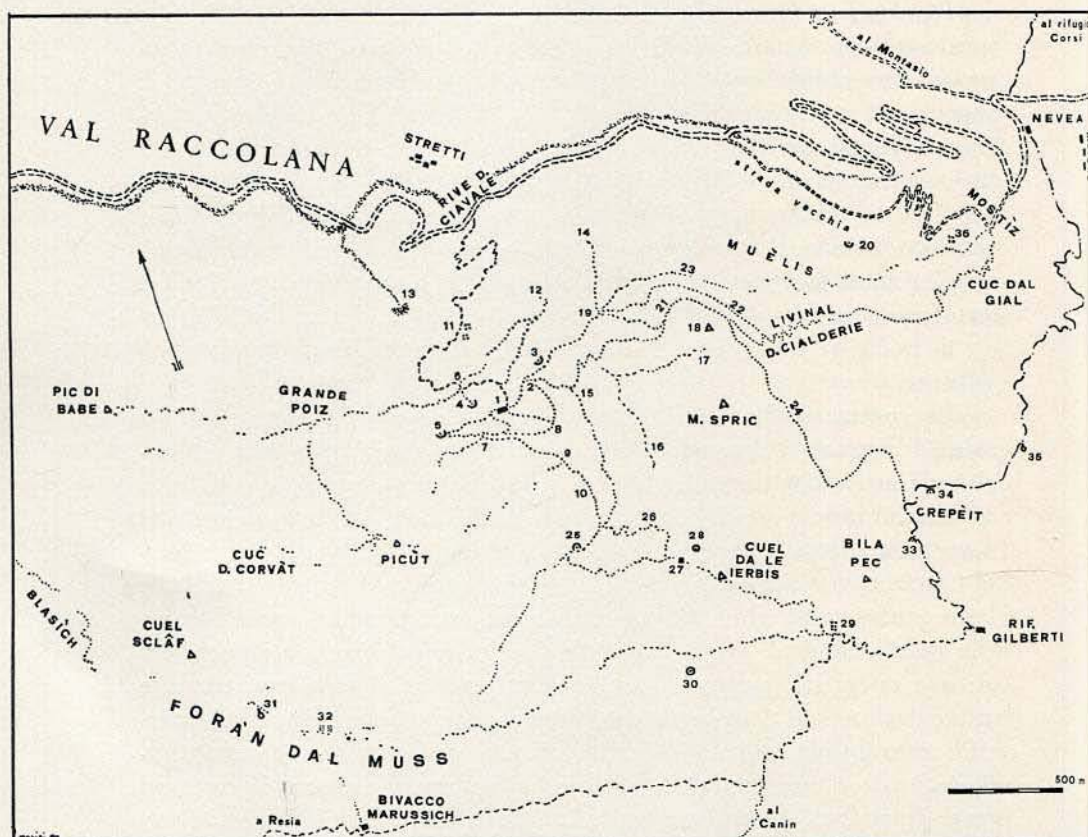 al rifugio
Corsi
al Montasio
NEVEA
VAL RACCOLANA
STRETTI
RIVE D.
CIAVALE
strada vecchia
MOSTIZ
36
20
14
MUÈLIS
23
CUC DAL
GIAL
13
12
19
21
22
LIVINAL
D. CIALDERIE
11
18
3
17
6
2
15
PIC DI
BABE
GRANDE
POIZ
4
1
24
M. SPRIC
5
8
7
16
35
9
10
34
CREPÈIT
26
25
28
33
CUC
D. CORVÀT
PICÙT
CUEL
DA LE
IERBIS
BILA
PEC
27
BLASÌCH
CUEL
SCLÂF
29
RIF.
GILBERTI
30
31
32
FORÀN DAL MUSS
500 m
BIVACCO
MARUSSICH
a Resia
al
Canin